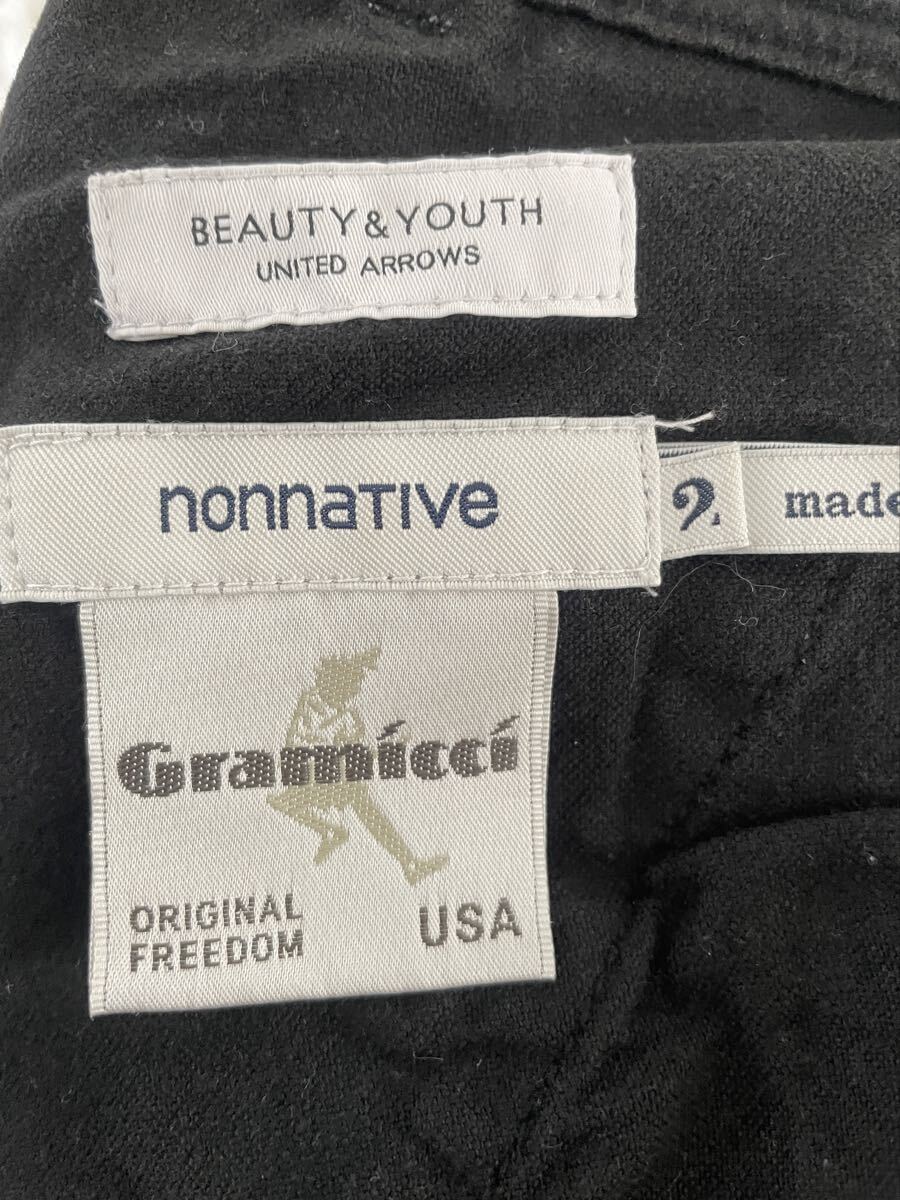 BEAUTY&YOUTH
UNITED ARROWS
nonnative
2
made
Gramicci
ORIGINAL
FREEDOM
USA